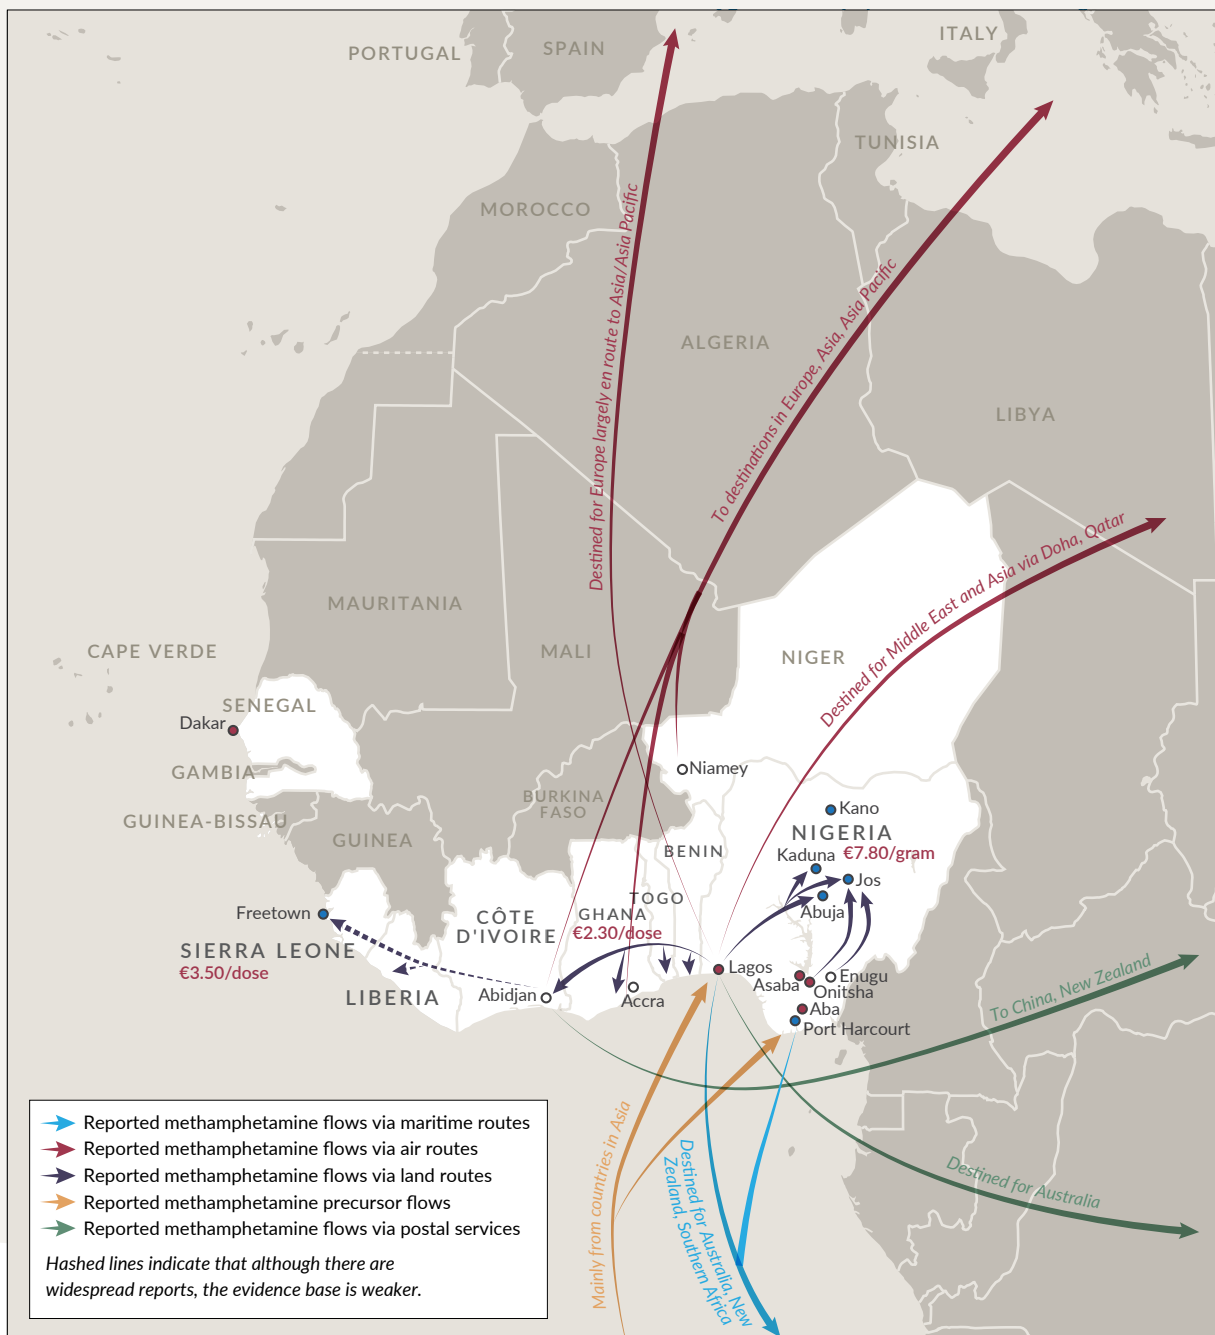 PORTUGAL
SPAIN
ITALY
TUNISIA
MOROCCO
ALGERIA
LIBYA
Destined for Europe largely en route to Asia/Asia Pacific
To destinations in Europe, Asia, Asia Pacific
Destined for Middle East and Asia via Doha, Qatar
MAURITANIA
CAPE VERDE
MALI
NIGER
SENEGAL
Dakar
GAMBIA
GUINEA-BISSAU
GUINEA
BURKINA
FASO
Niamey
Kano
NIGERIA
€7.80/gram
Kaduna
Jos
Abuja
BENIN
TOGO
GHANA
€2.30/dose
CÔTE
D'IVOIRE
Freetown
SIERRA LEONE
€3.50/dose
LIBERIA
Abidjan
Accra
Lagos
Asaba
Enugu
Onitsha
Aba
Port Harcourt
To China, New Zealand
Destined for Australia
Mainly from countries in Asia
Destined for Australia, New
Zealand, Southern Africa
Reported methamphetamine flows via maritime routes
Reported methamphetamine flows via air routes
Reported methamphetamine flows via land routes
Reported methamphetamine precursor flows
Reported methamphetamine flows via postal services
Hashed lines indicate that although there are
widespread reports, the evidence base is weaker.